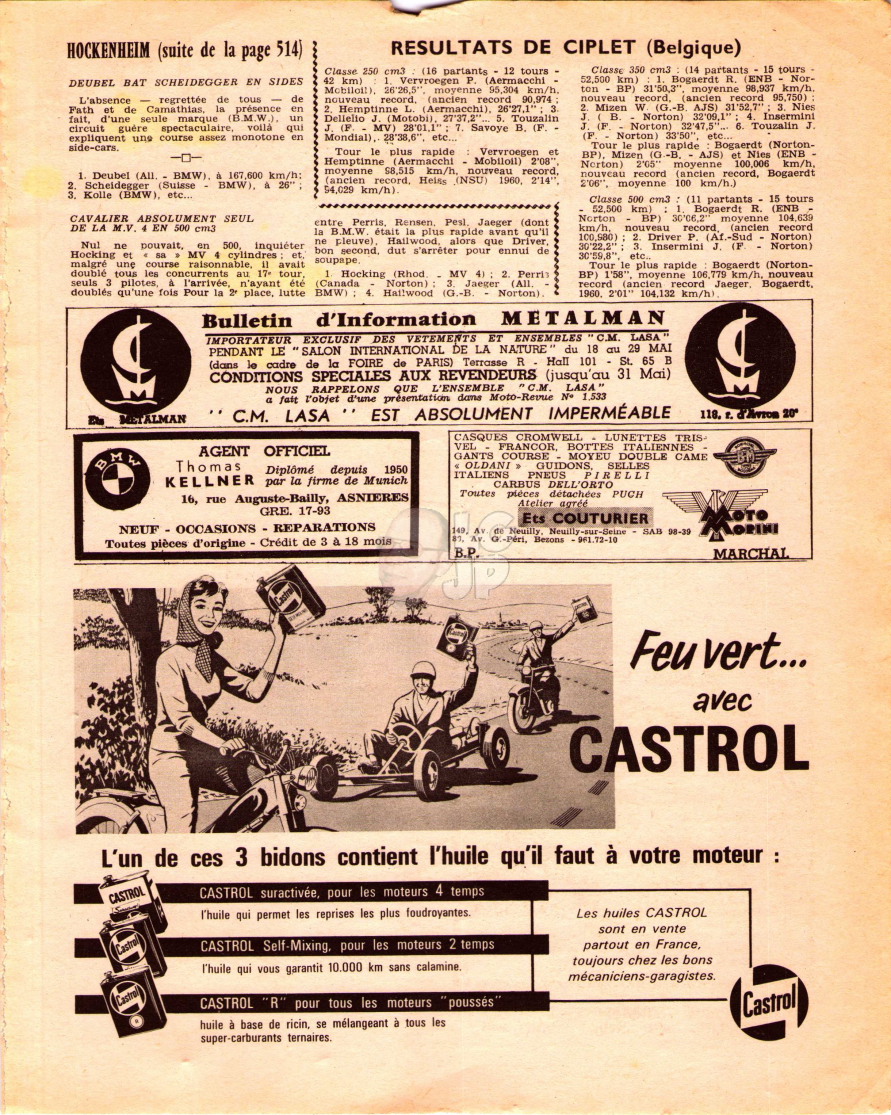 HOCKENHEIM (suite de la page 514)
DEUBEL BAT SCHEIDEGGER EN SIDES
L'absence — regrettée de tous — de
Fath et de Camathias, la présence en
fait, d'une seule marque (B.M.W.), un
circuit guère spectaculaire, voilà qui
expliquent une course assez monotone en
side-cars.
1. Deubel (All. - BMW), à 167,600 km/h;
2. Scheidegger (Suisse - BMW), à 26" ;
3. Kolle (BMW), etc...
CAVALIER ABSOLUMENT SEUL
DE LA M.V. 4 EN 500 cm3
Nul ne pouvait, en 500, inquiéter
Hocking et « sa » MV 4 cylindres ; et,
malgré une course raisonnable, il avait
doublé tous les concurrents au 17e tour,
seuls 3 pilotes, à l'arrivée, n'ayant été
doublés qu'une fois Pour la 2e place, lutte
entre Perris, Rensen, Pesl, Jaeger (dont
la B.M.W. était la plus rapide avant qu'il
ne pleuve), Hailwood, alors que Driver,
bon second, dut s'arrêter pour ennui de
soupape.
1. Hocking (Rhod. - MV 4) ; 2. Perris
(Canada - Norton) ; 3. Jaeger (All. -
BMW) ; 4. Hailwood (G.-B. - Norton).
RESULTATS DE CIPLET (Belgique)
Classe 250 cm3 : (16 partants - 12 tours -
42 km) : 1. Vervroegen P. (Aermacchi -
Mobiloil), 26'26,5", moyenne 95,304 km/h,
nouveau record, (ancien record 90,974 ;
2. Hemptinne L. (Aermacchi), 26'27,1" ; 3.
Delielio J. (Motobi), 27'37,2"... 5. Touzalin
J. (F. - MV) 28'01,1" ; 7. Savoye B. (F. -
Mondial), 28'38,6", etc...
Tour le plus rapide : Vervroegen et
Hemptinne (Aermacchi - Mobiloil) 2'08",
moyenne 98,515 km/h, nouveau record,
(ancien record, Heiss (NSU) 1960, 2'14",
94,029 km/h).
Classe 350 cm3 : (14 partants - 15 tours -
52,500 km) : 1. Bogaerdt R. (ENB - Nor-
ton - BP) 31'50,3", moyenne 98,937 km/h,
nouveau record, (ancien record 95,750) ;
2. Mizen W. (G.-B, AJS) 31'52,7" ; 3. Nies
J. ( B. - Norton) 32'09,1" ; 4. Insermini
J. (F. - Norton) 32'47,5"... 6. Touzalin J.
(F. - Norton) 33'50", etc...
Tour le plus rapide : Bogaerdt (Norton-
BP), Mizen (G.-B, - AJS) et Nies (ENB -
Norton) 2'05" moyenne 100,006 km/h,
nouveau record (ancien record, Bogaerdt
2'06", moyenne 100 km/h.)
Classe 500 cm3 : (11 partants - 15 tours
- 52,500 km) : 1. Bogaerdt R. (ENB -
Norton - BP) 30'06,2" moyenne 104,639
km/h, nouveau record (ancien record
100,980) ; 2. Driver P. (Af.-Sud - Norton)
30'22,2" ; 3. Insermini J. (F. - Norton)
30'59,8", etc..
Tour le plus rapide : Bogaerdt (Norton-
BP) 1'58", moyenne 106,779 km/h, nouveau
record (ancien record Jaeger, Bogaerdt,
1960, 2'01" 104,132 km/h).
Bulletin d'Information METALMAN
IMPORTATEUR EXCLUSIF DES VETEMENTS ET ENSEMBLES "C.M. LASA"
PENDANT LE "SALON INTERNATIONAL DE LA NATURE" du 18 au 29 MAI
(dans le cadre de la FOIRE de PARIS) Terrasse R - Hall 101 - St. 65 B
CONDITIONS SPECIALES AUX REVENDEURS (jusqu'au 31 Mai)
NOUS RAPPELONS QUE L'ENSEMBLE "C.M. LASA"
a fait l'objet d'une présentation dans Moto-Revue No 1.533
Ets METALMAN
" C.M. LASA " EST ABSOLUMENT IMPERMÉABLE
118, r. d'Avron 20e
BMW
AGENT OFFICIEL
Thomas KELLNER
Diplômé depuis 1950
par la firme de Munich
16, rue Auguste-Bailly, ASNIERES
GRE. 17-93
NEUF - OCCASIONS - REPARATIONS
Toutes pièces d'origine - Crédit de 3 à 18 mois
CASQUES CROMWELL - LUNETTES TRIS-
VEL - FRANCOR, BOTTES ITALIENNES -
GANTS COURSE - MOYEU DOUBLE CAME
« OLDANI » GUIDONS, SELLES
ITALIENS PNEUS PIRELLI
CARBUS DELL'ORTO
Toutes pièces détachées PUCH
Atelier agréé
Ets COUTURIER
149, Av. de Neuilly, Neuilly-sur-Seine - SAB 98-39
Av. G.-Péri, Bezons - 961.72-10
B.P.
MOTO MORINI
MARCHAL
JP
Castrol
Castrol
Feu vert...
avec
CASTROL
L'un de ces 3 bidons contient l'huile qu'il faut à votre moteur :
CASTROL
CASTROL suractivée, pour les moteurs 4 temps
l'huile qui permet les reprises les plus foudroyantes.
Castrol
CASTROL Self-Mixing, pour les moteurs 2 temps
l'huile qui vous garantit 10.000 km sans calamine.
Castrol
R
CASTROL "R" pour tous les moteurs "poussés"
huile à base de ricin, se mélangeant à tous les
super-carburants ternaires.
Les huiles CASTROL
sont en vente
partout en France,
toujours chez les bons
mécaniciens-garagistes.
Castrol